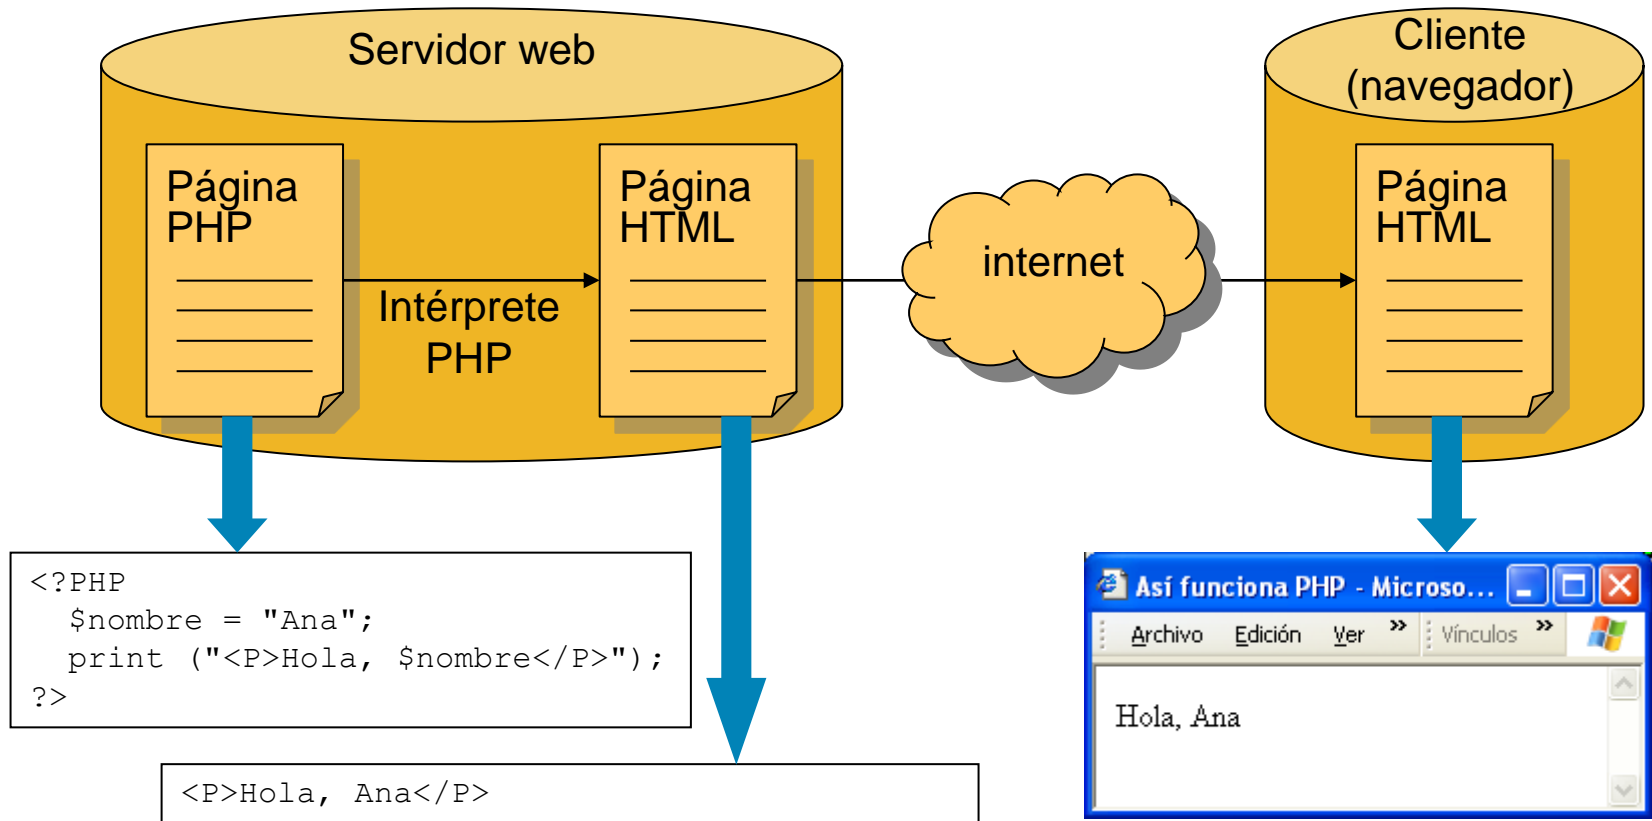 Servidor web
Cliente
(navegador)
Página
PHP
Página
HTML
Página
HTML
internet
Intérprete
PHP
<?PHP
  $nombre = "Ana";
  print ("<P>Hola, $nombre</P>");
?>
<P>Hola, Ana</P>
Así funciona PHP - Microso...
Archivo Edición Ver » Vínculos »
Hola, Ana